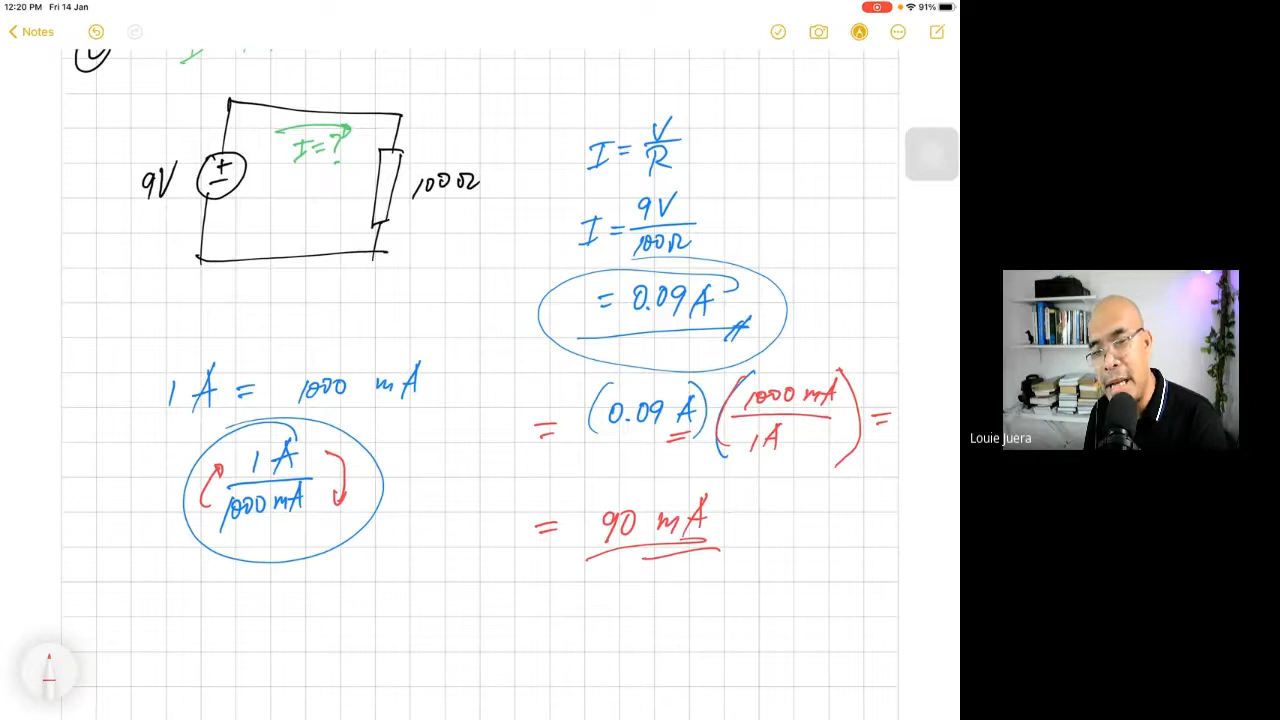 12:20 PM Fri 14 Jan
91%
Notes
I=?
9V
+
−
100Ω
I = V/R
I = 9V/100Ω
= 0.09A
1 A = 1000 mA
1 A/1000 mA
= (0.09 A) (1000 mA/1A) =
= 90 mA
Louie Juera